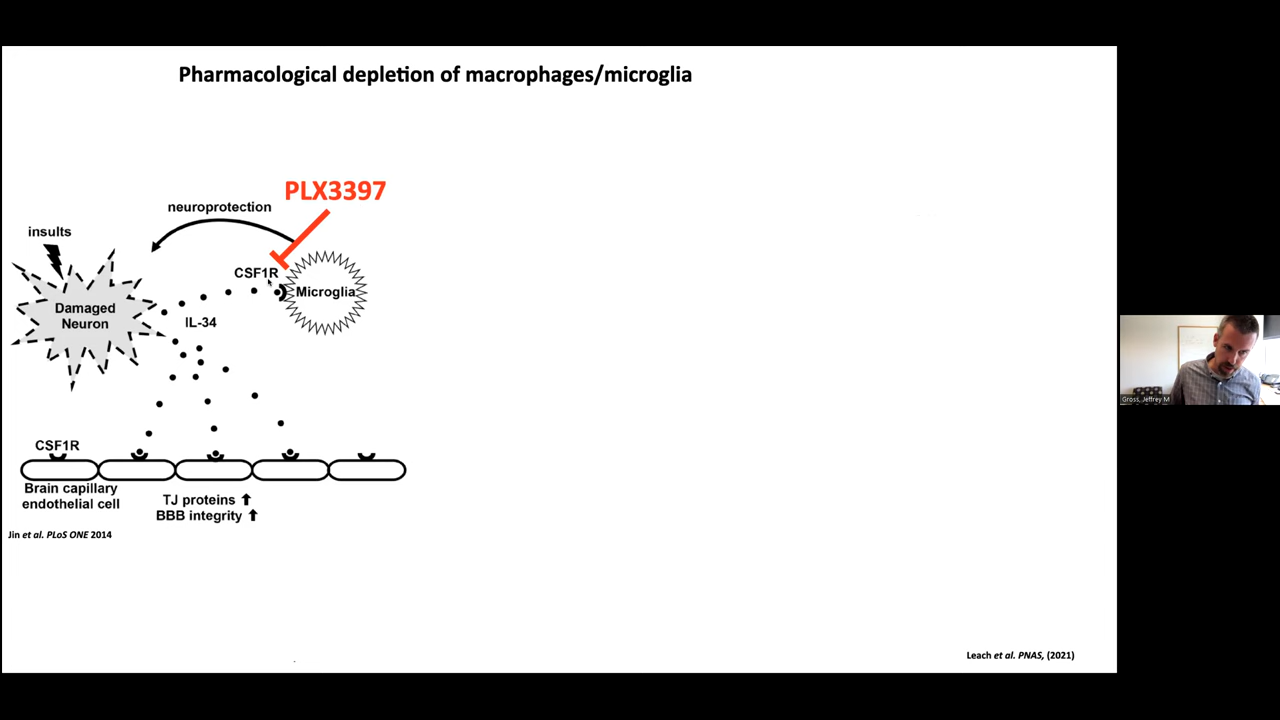 Pharmacological depletion of macrophages/microglia
PLX3397
neuroprotection
insults
CSF1R
Microglia
Damaged
Neuron
IL-34
CSF1R
Brain capillary
endothelial cell
TJ proteins ⬆
BBB integrity ⬆
Jin et al. PLoS ONE 2014
Leach et al. PNAS, (2021)
Gross, Jeffrey M